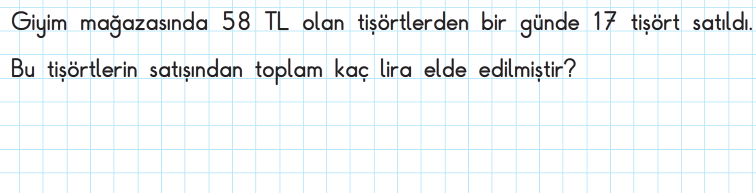 Giyim mağazasında 58 TL olan tişörtlerden bir günde 17 tişört satıldı.
Bu tişörtlerin satışından toplam kaç lira elde edilmiştir?